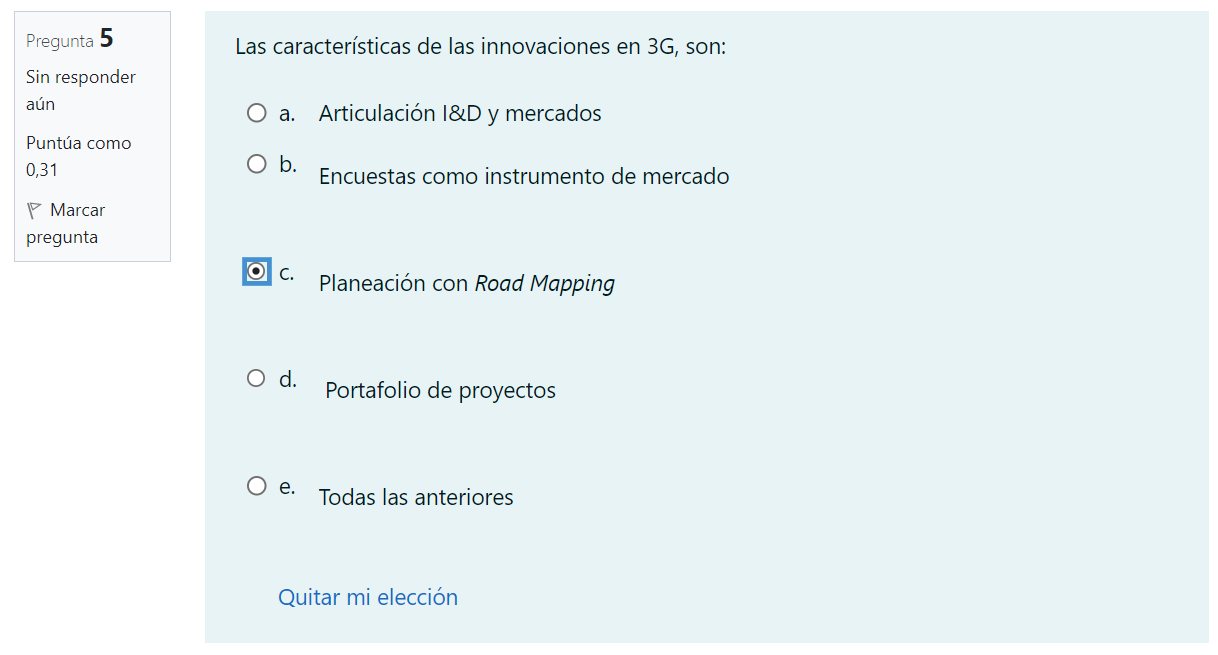 Pregunta 5
Sin responder
aún
Puntúa como
0,31
Marcar
pregunta
Las características de las innovaciones en 3G, son:
a. Articulación I&D y mercados
b. Encuestas como instrumento de mercado
c. Planeación con Road Mapping
d. Portafolio de proyectos
e. Todas las anteriores
Quitar mi elección